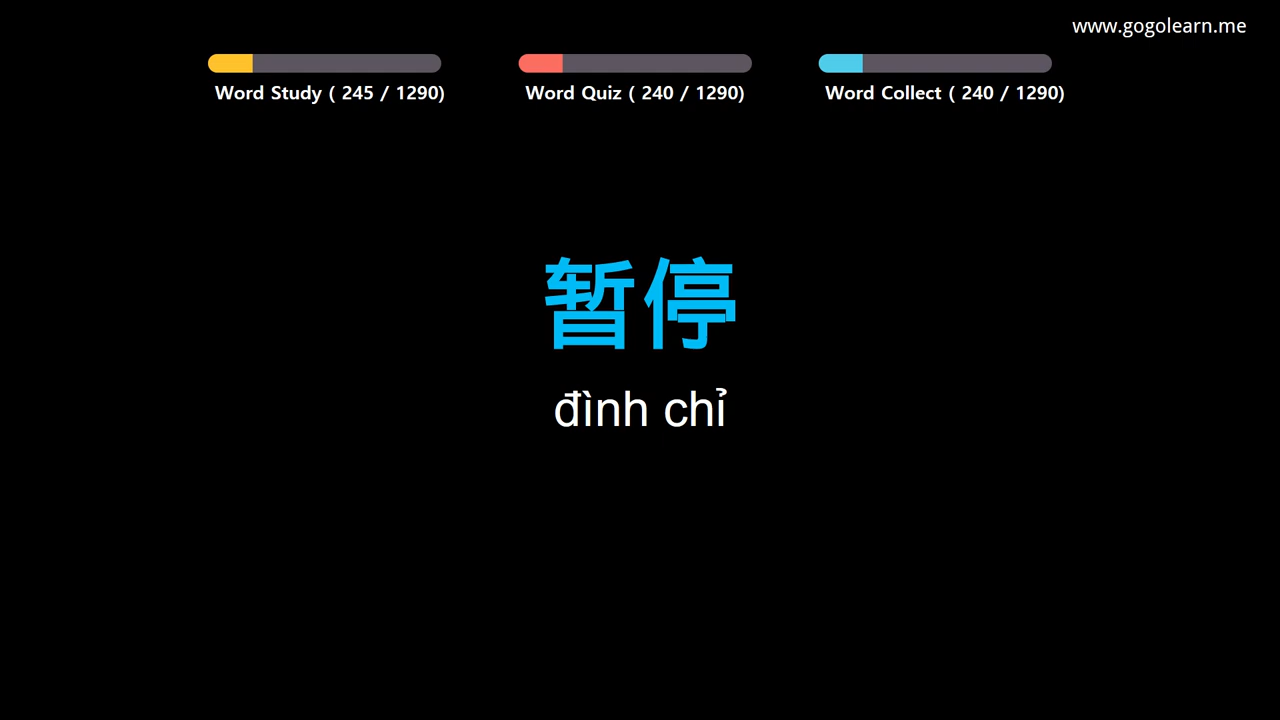 www.gogolearn.me
Word Study ( 245 / 1290)
Word Quiz ( 240 / 1290)
Word Collect ( 240 / 1290)
暂停
đình chỉ